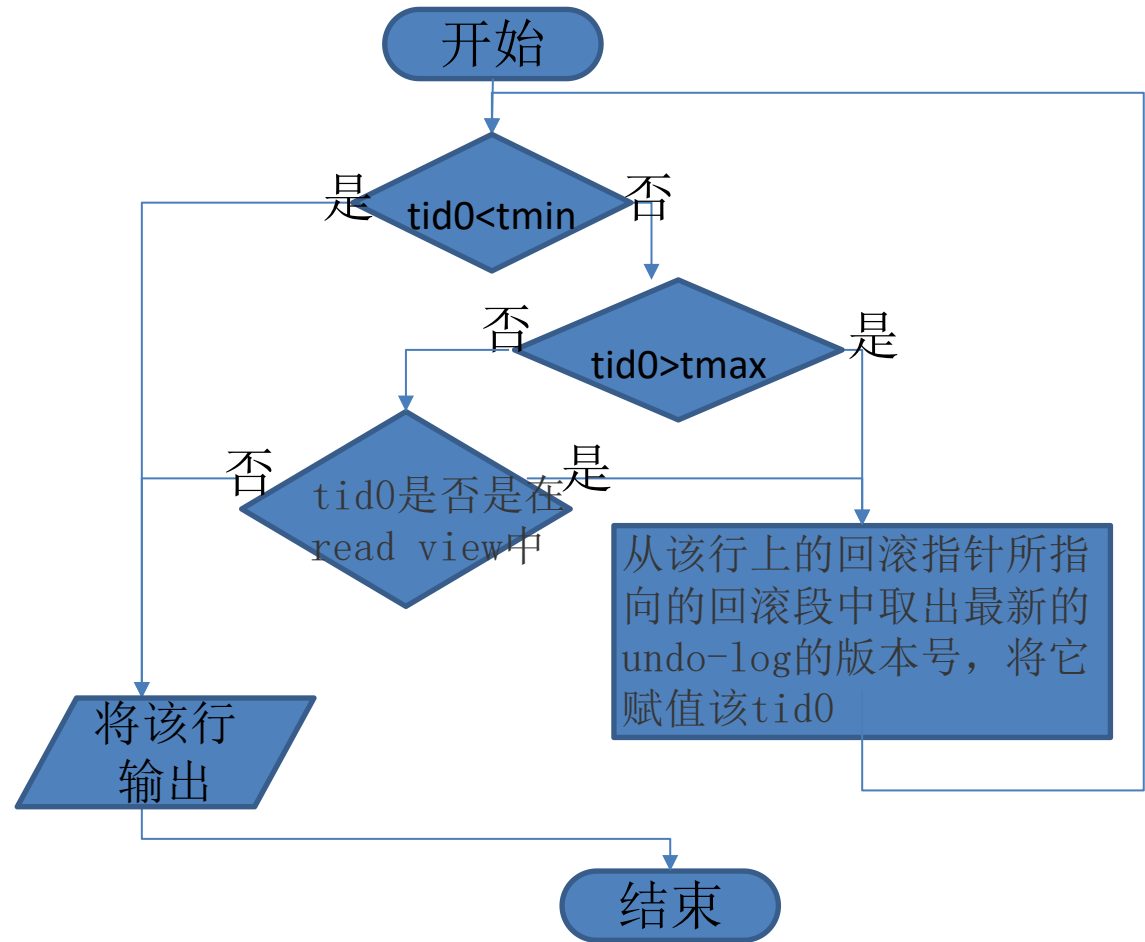 开始
是
tid0<tmin
否
否
tid0>tmax
是
否
tid0是否是在
read view中
是
从该行上的回滚指针所指
向的回滚段中取出最新的
undo-log的版本号，将它
赋值该tid0
将该行
输出
结束